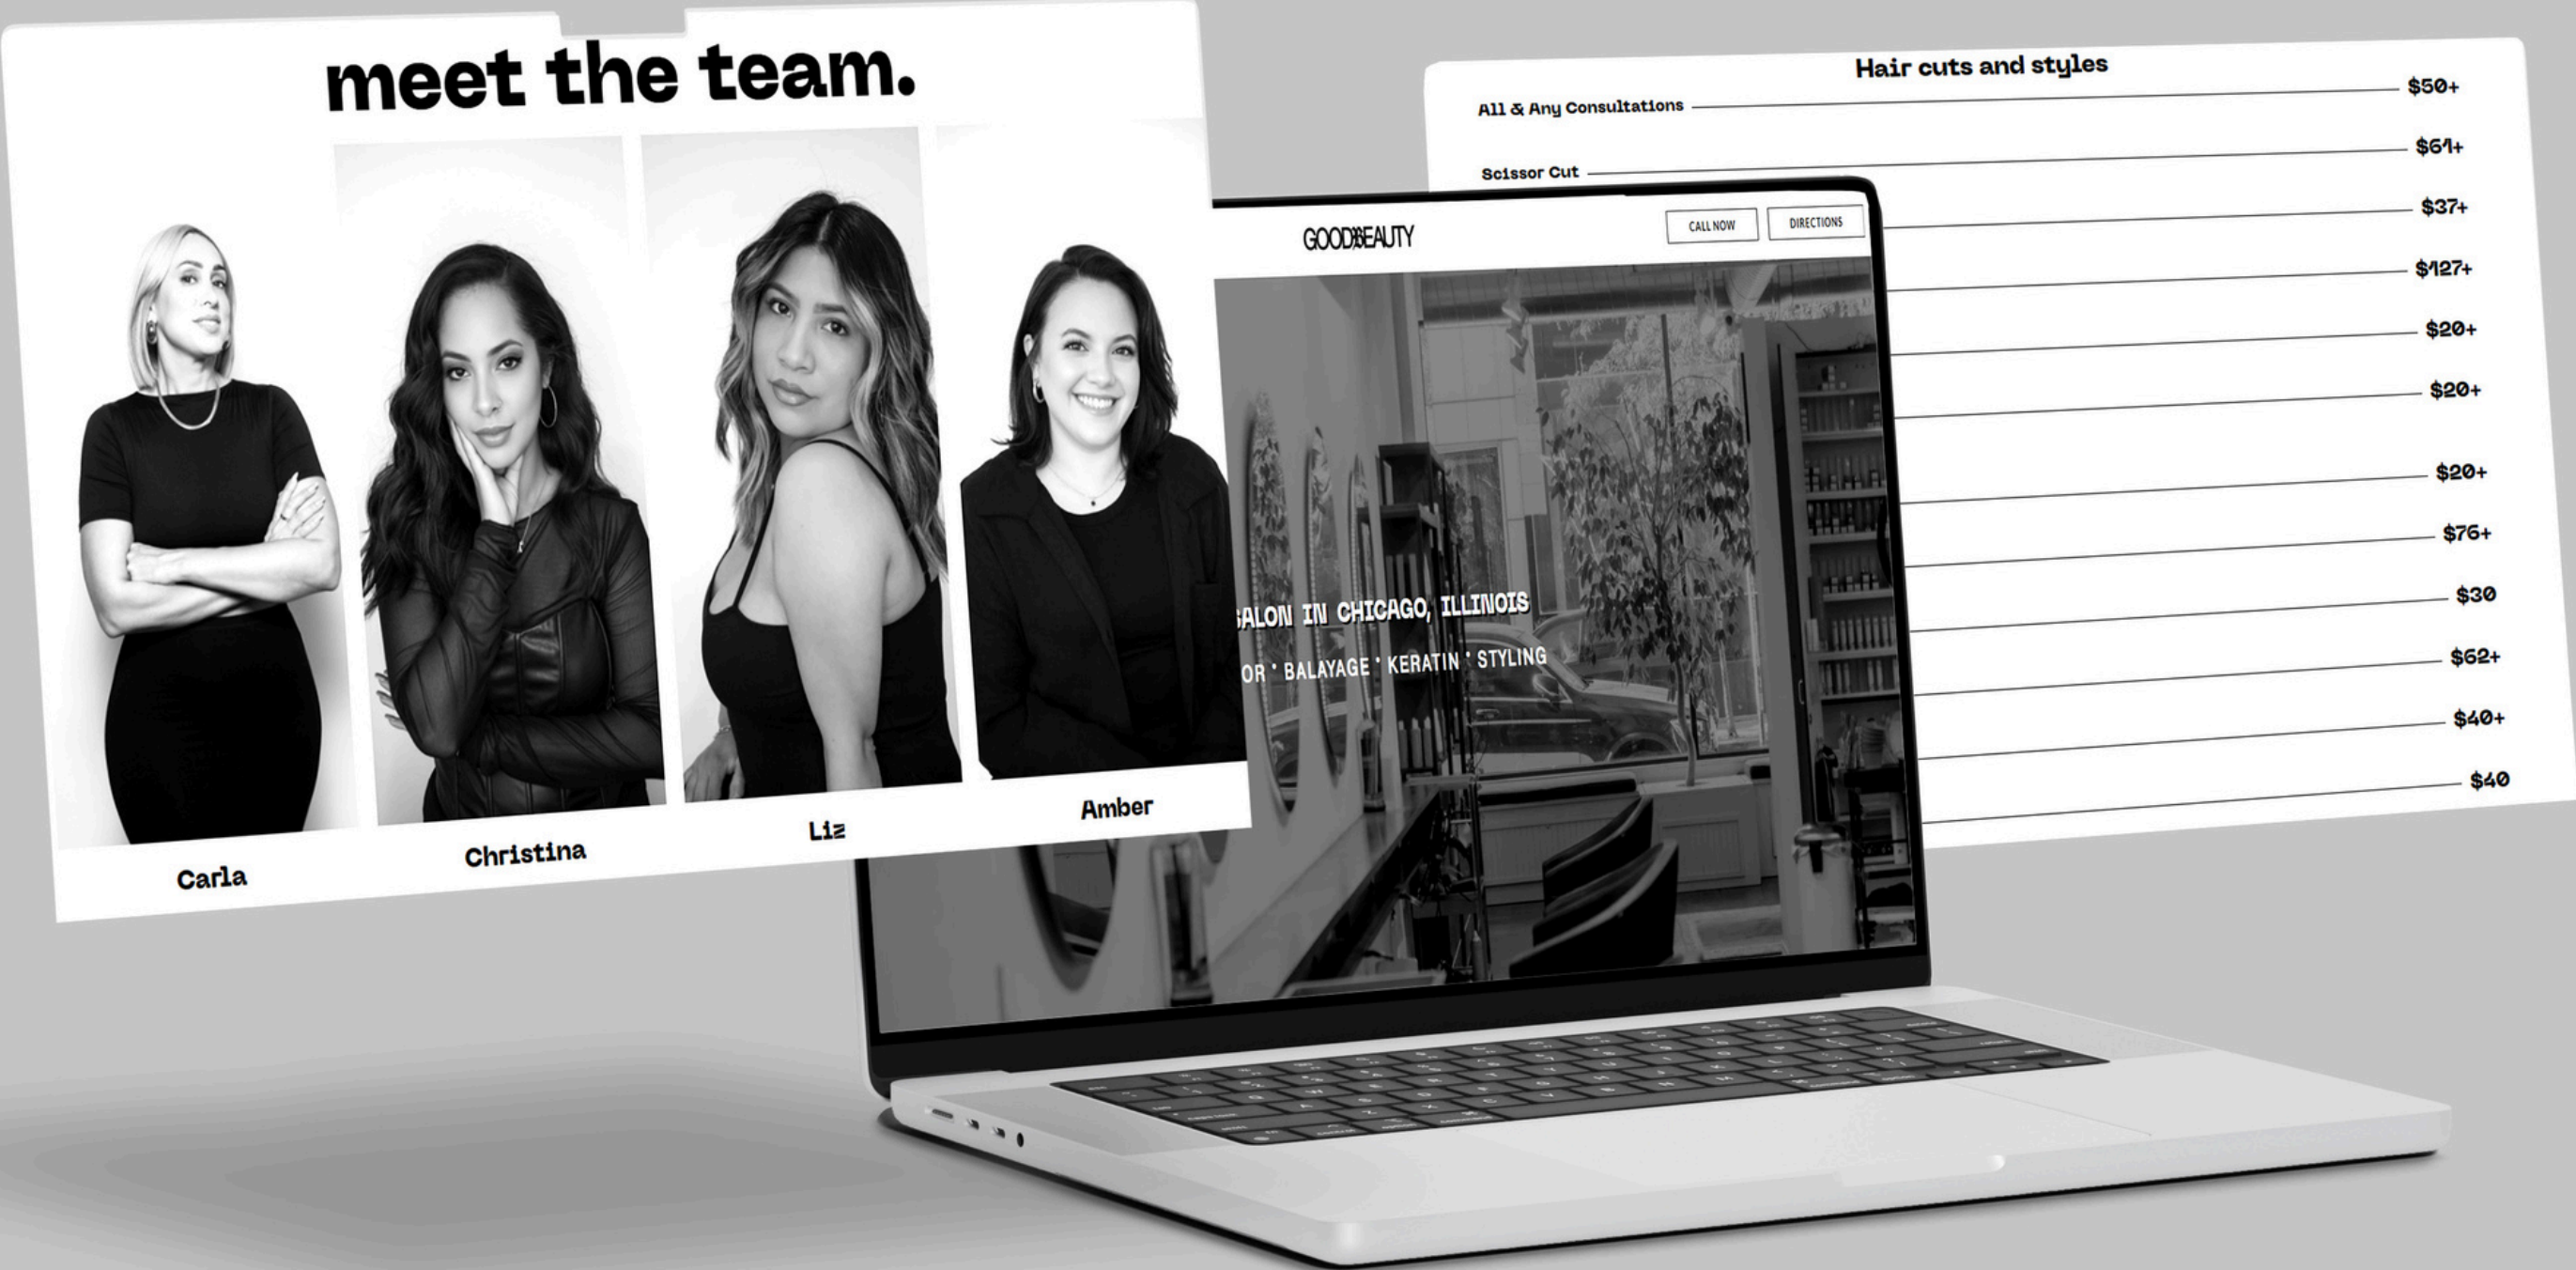 meet the team.
Carla
Christina
Liz
Amber
Hair cuts and styles
All & Any Consultations $50+
Scissor Cut $61+
$37+
$127+
$20+
$20+
$20+
$76+
$30
$62+
$40+
$40
CALL NOW
DIRECTIONS
SALON IN CHICAGO, ILLINOIS
OR * BALAYAGE * KERATIN * STYLING